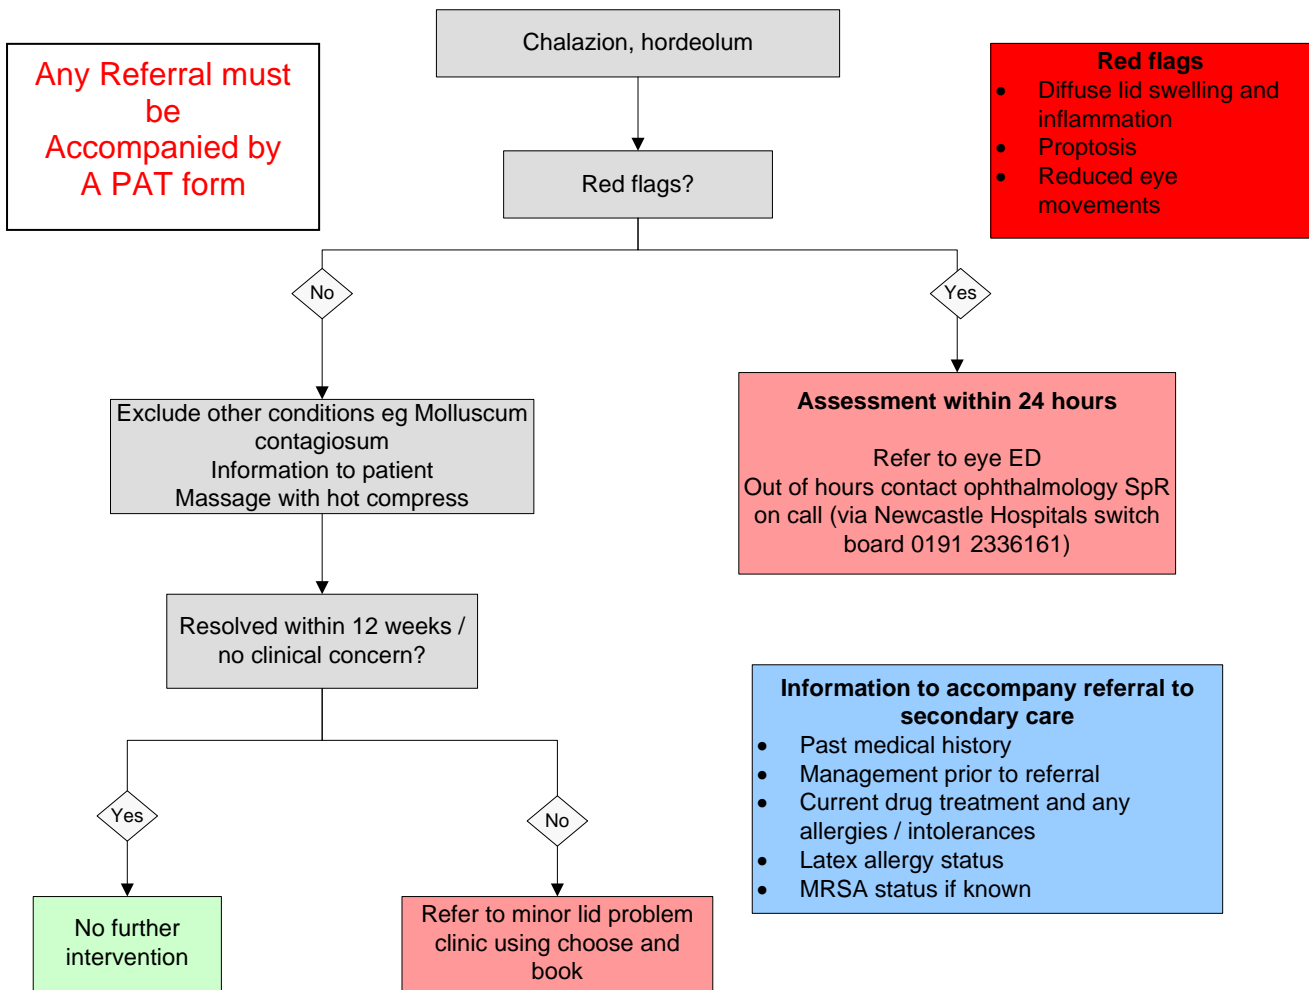 Chalazion, hordeolum
Any Referral must
be
Accompanied by
A PAT form
Red flags
• Diffuse lid swelling and
inflammation
• Proptosis
• Reduced eye
movements
Red flags?
No
Yes
Exclude other conditions eg Molluscum
contagiosum
Information to patient
Massage with hot compress
Assessment within 24 hours
Refer to eye ED
Out of hours contact ophthalmology SpR
on call (via Newcastle Hospitals switch
board 0191 2336161)
Resolved within 12 weeks /
no clinical concern?
Information to accompany referral to
secondary care
• Past medical history
• Management prior to referral
• Current drug treatment and any
allergies / intolerances
• Latex allergy status
• MRSA status if known
Yes
No
No further
intervention
Refer to minor lid problem
clinic using choose and
book